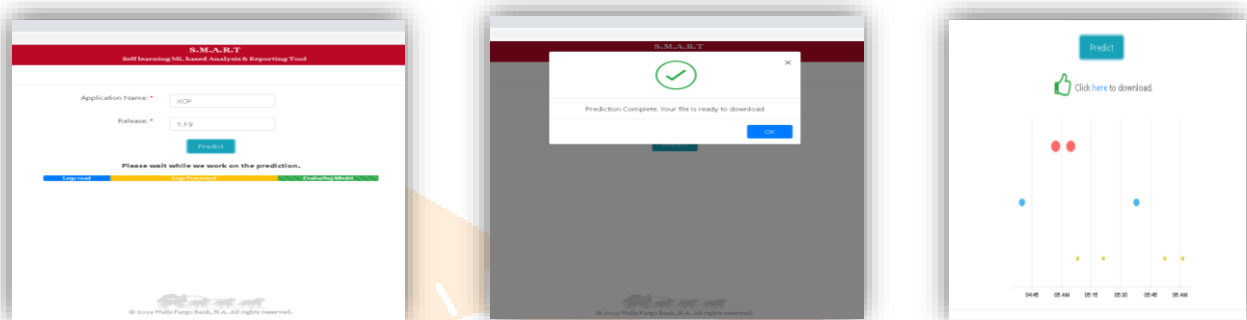 S.M.A.R.T
Self learning ML based Analysis & Reporting Tool
Application Name: *
XCP
Release: *
1.19
Predict
Please wait while we work on the prediction.
Logs read
Logs Processed
Evaluating Model
Wells Fargo Bank, N.A. All rights reserved.
S.M.A.R.T
×
Prediction Complete. Your file is ready to download
OK
Wells Fargo Bank, N.A. All rights reserved.
Predict
Click here to download.
04:45 05 AM 05:15 05:30 05:45 06 AM